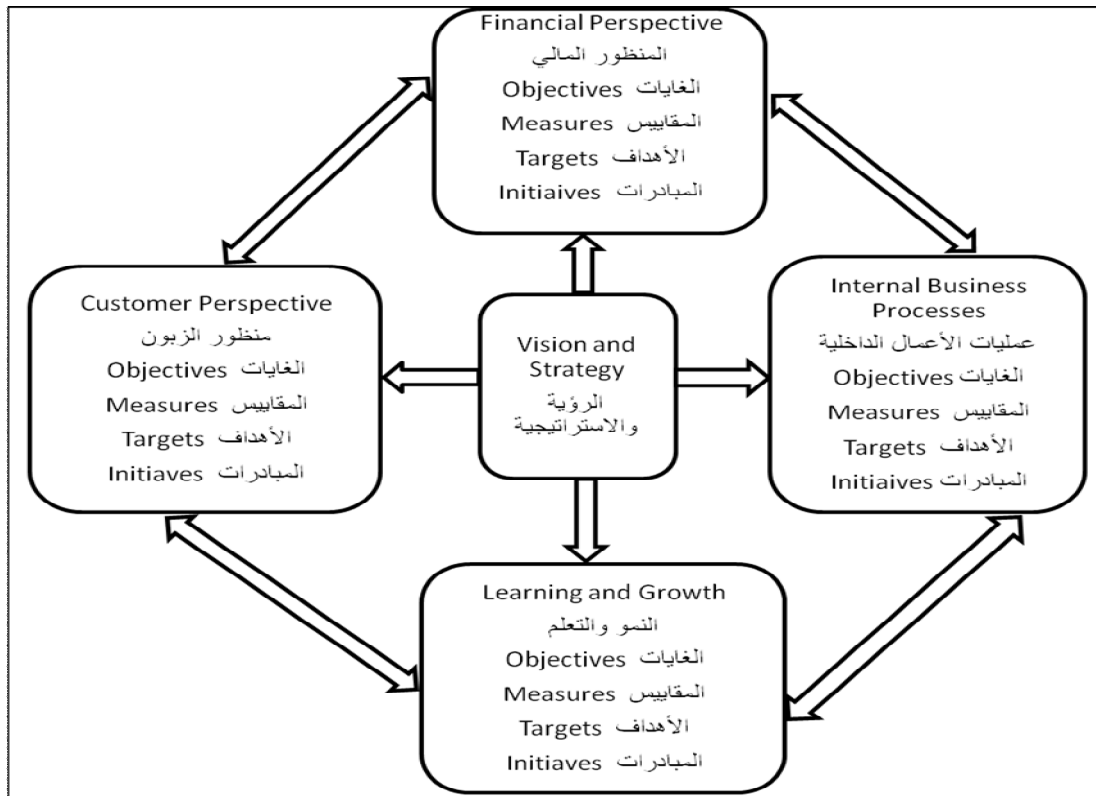 Financial Perspective
المنظور المالي
Objectives الغايات
Measures المقاييس
Targets الأهداف
Initiaives المبادرات
Customer Perspective
منظور الزبون
Objectives الغايات
Measures المقاييس
Targets الأهداف
Initiaves المبادرات
Vision and
Strategy
الرؤية
والاستراتيجية
Internal Business
Processes
عمليات الأعمال الداخلية
Objectives الغايات
Measures المقاييس
Targets الأهداف
Initiaives المبادرات
Learning and Growth
النمو والتعلم
Objectives الغايات
Measures المقاييس
Targets الأهداف
Initiaves المبادرات